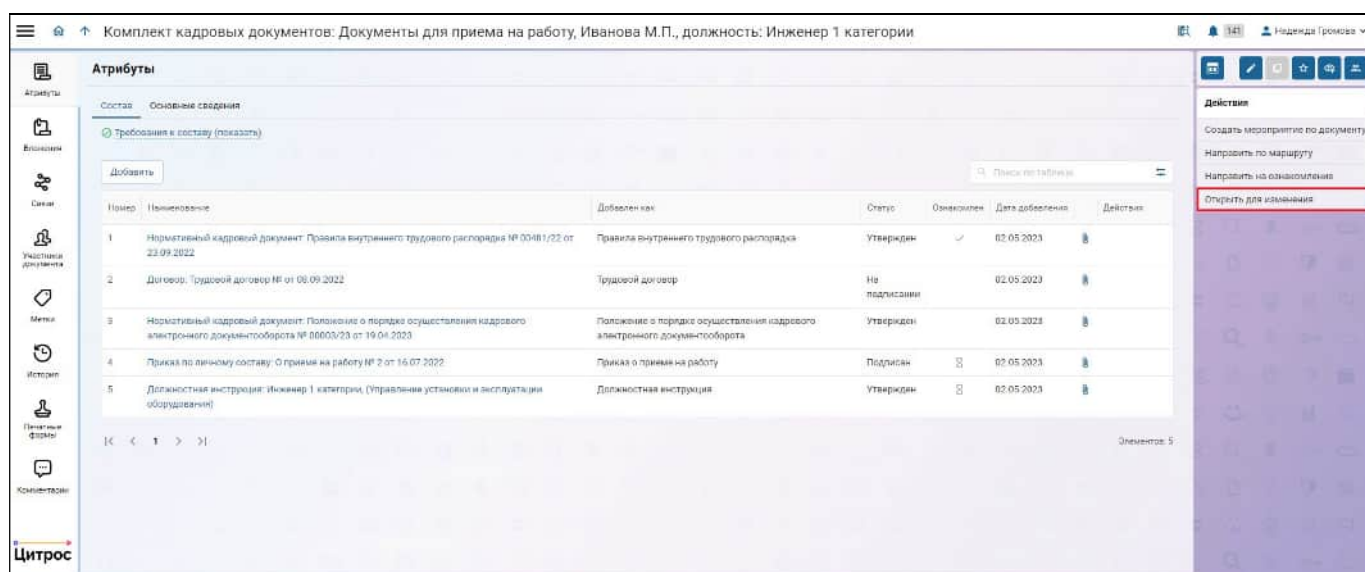 Комплект кадровых документов: Документы для приема на работу, Иванова М.П., должность: Инженер 1 категории
141
Надежда Громова
Атрибуты
Вложения
Связи
Участники документа
Метки
История
Печатные формы
Комментарии
Цитрос
Атрибуты
Состав Основные сведения
Требования к составу (показать)
Добавить
Поиск по таблице
Номер Наименование Добавлен как Статус Ознакомлен Дата добавления Действия
1 Нормативный кадровый документ: Правила внутреннего трудового распорядка № 00481/22 от Правила внутреннего трудового распорядка Утвержден 02.05.2023
23.09.2022
2 Договор: Трудовой договор № от 08.09.2022 Трудовой договор На 02.05.2023
подписании
3 Нормативный кадровый документ: Положение о порядке осуществления кадрового Положение о порядке осуществления кадрового Утвержден 02.05.2023
электронного документооборота № 00003/23 от 19.04.2023 электронного документооборота
4 Приказ по личному составу: О приеме на работу № 2 от 16.07.2022 Приказ о приеме на работу Подписан 02.05.2023
5 Должностная инструкция: Инженер 1 категории, (Управление установки и эксплуатации Должностная инструкция Утвержден 02.05.2023
оборудования)
1
Элементов: 5
Действия
Создать мероприятие по документу
Направить по маршруту
Направить на ознакомление
Открыть для изменения